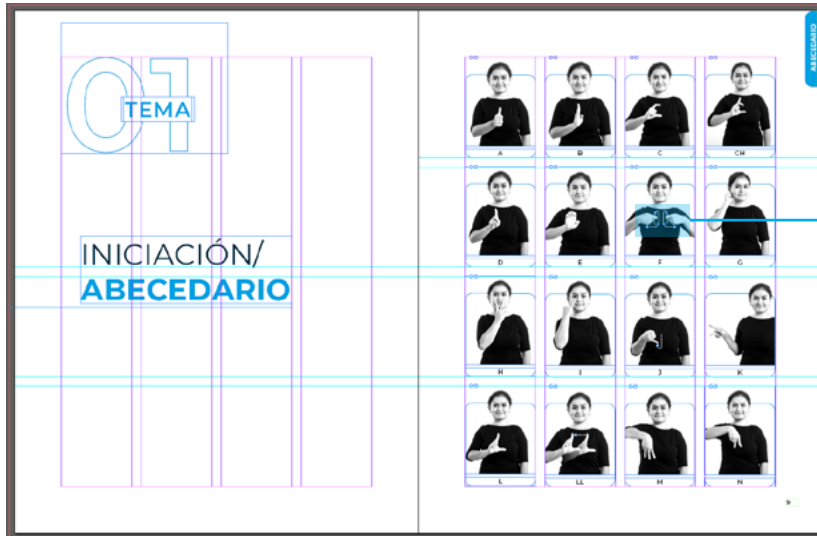 01
TEMA
INICIACIÓN/
ABECEDARIO
ABECEDARIO
A B C CH
D E F G
H I J K
L LL M N